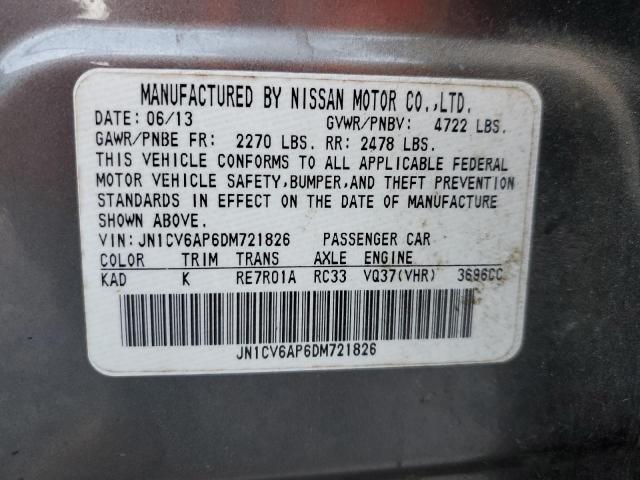 MANUFACTURED BY NISSAN MOTOR CO.,LTD.
DATE: 06/13 GVWR/PNBV: 4722 LBS.
GAWR/PNBE FR: 2270 LBS. RR: 2478 LBS.
THIS VEHICLE CONFORMS TO ALL APPLICABLE FEDERAL
MOTOR VEHICLE SAFETY,BUMPER,AND THEFT PREVENTION
STANDARDS IN EFFECT ON THE DATE OF MANUFACTURE
SHOWN ABOVE.
VIN: JN1CV6AP6DM721826 PASSENGER CAR
COLOR TRIM TRANS AXLE ENGINE
KAD K RE7R01A RC33 VQ37(VHR) 3696CC
JN1CV6AP6DM721826